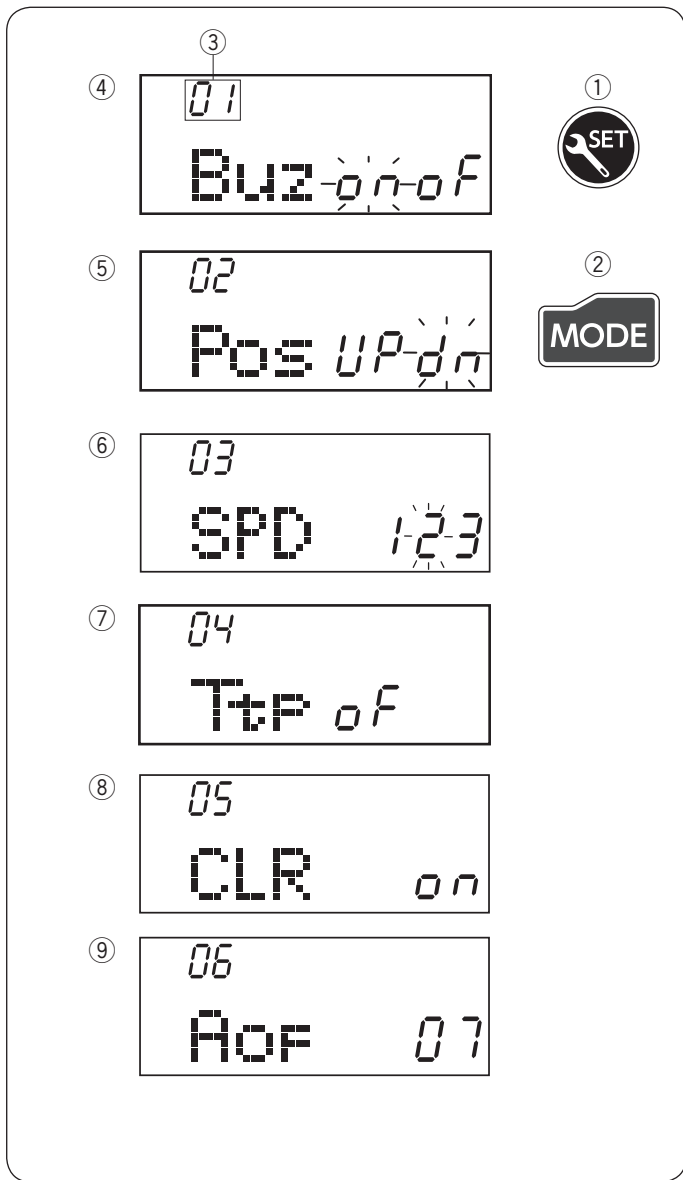 ③
④ 01 ①
SET
Buz on oF
⑤ 02 ②
Pos UP dn
MODE
⑥ 03
SPD 1 2 3
⑦ 04
Ttp oF
⑧ 05
CLR on
⑨ 06
Aof 07